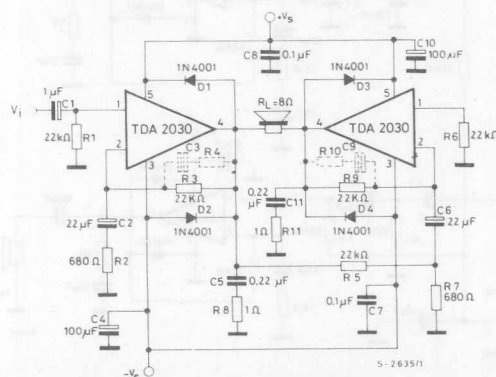 +Vs
C10
100µF
C8
0.1µF
1N4001
D1
1N4001
D3
5
5
1µF
C1
Vi
1
2
3
4
TDA 2030
RL=8Ω
4
TDA 2030
1
2
3
22kΩ
R1
R6
22kΩ
C3
R4
R3
22KΩ
R10
C9
R9
22KΩ
D2
1N4001
0.22
µF
C11
1Ω
R11
D4
1N4001
22µF
C2
C6
22µF
680Ω
R2
C5
0.22 µF
R8
1Ω
22kΩ
R5
R7
680Ω
C4
100µF
0.1µF
C7
-Vs
S-2635/1